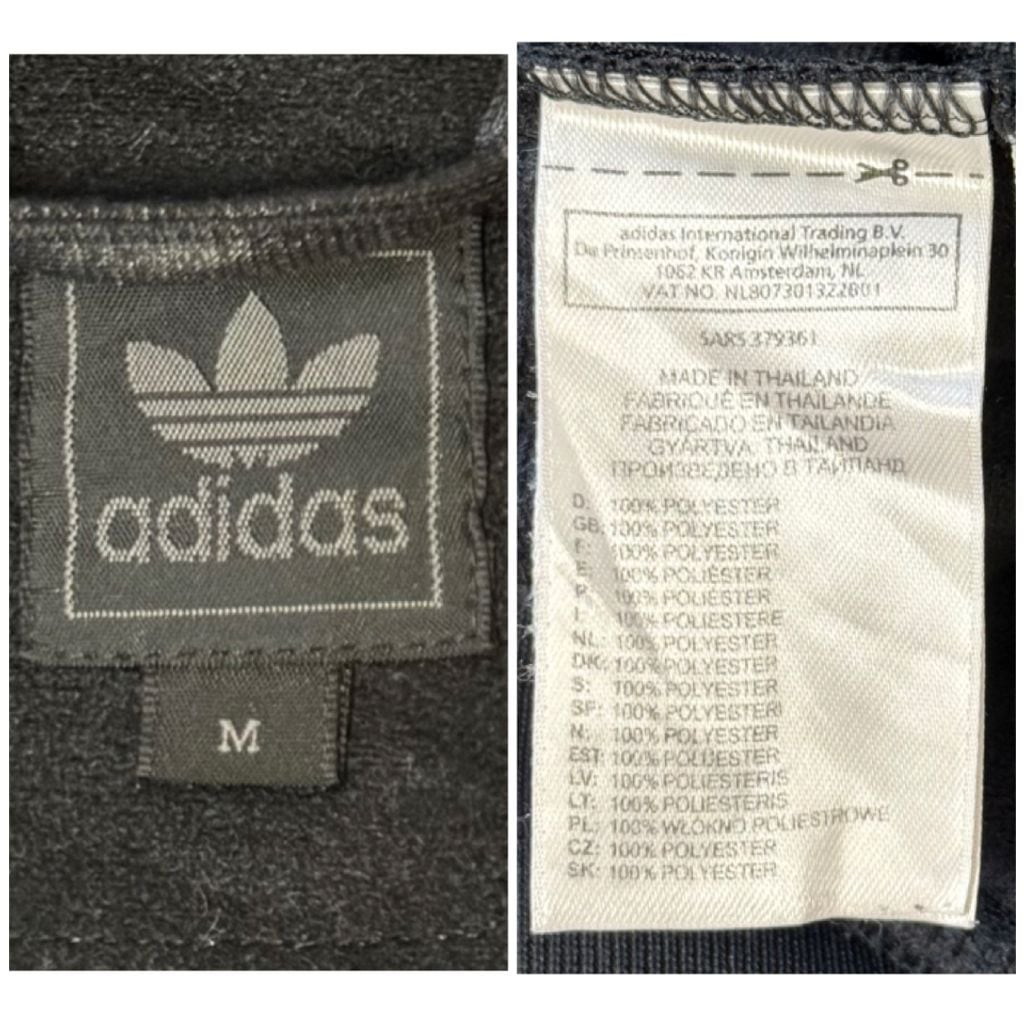 adidas
M
adidas International Trading B.V.
De Prinsenhof, Konigin Wilhelminaplein 30
1062 KR Amsterdam, NL
VAT NO. NL807301322B01
379361
MADE IN THAILAND
FABRIQUÉ EN THAILANDE
FABRICADO EN TAILANDIA
GYÁRTVA: THAILAND
ПРОИЗВЕДЕНО В ТАЙЛАНД
D: 100% POLYESTER
GB: 100% POLYESTER
F: 100% POLYESTER
E: 100% POLIÉSTER
P: 100% POLIESTER
I: 100% POLIESTERE
NL: 100% POLYESTER
DK: 100% POLYESTER
S: 100% POLYESTER
SF: 100% POLYESTERI
N: 100% POLYESTER
EST: 100% POLÜESTER
LV: 100% POLIESTERIS
LT: 100% POLIESTERIS
PL: 100% WŁÓKNO POLIESTROWE
CZ: 100% POLYESTER
SK: 100% POLYESTER